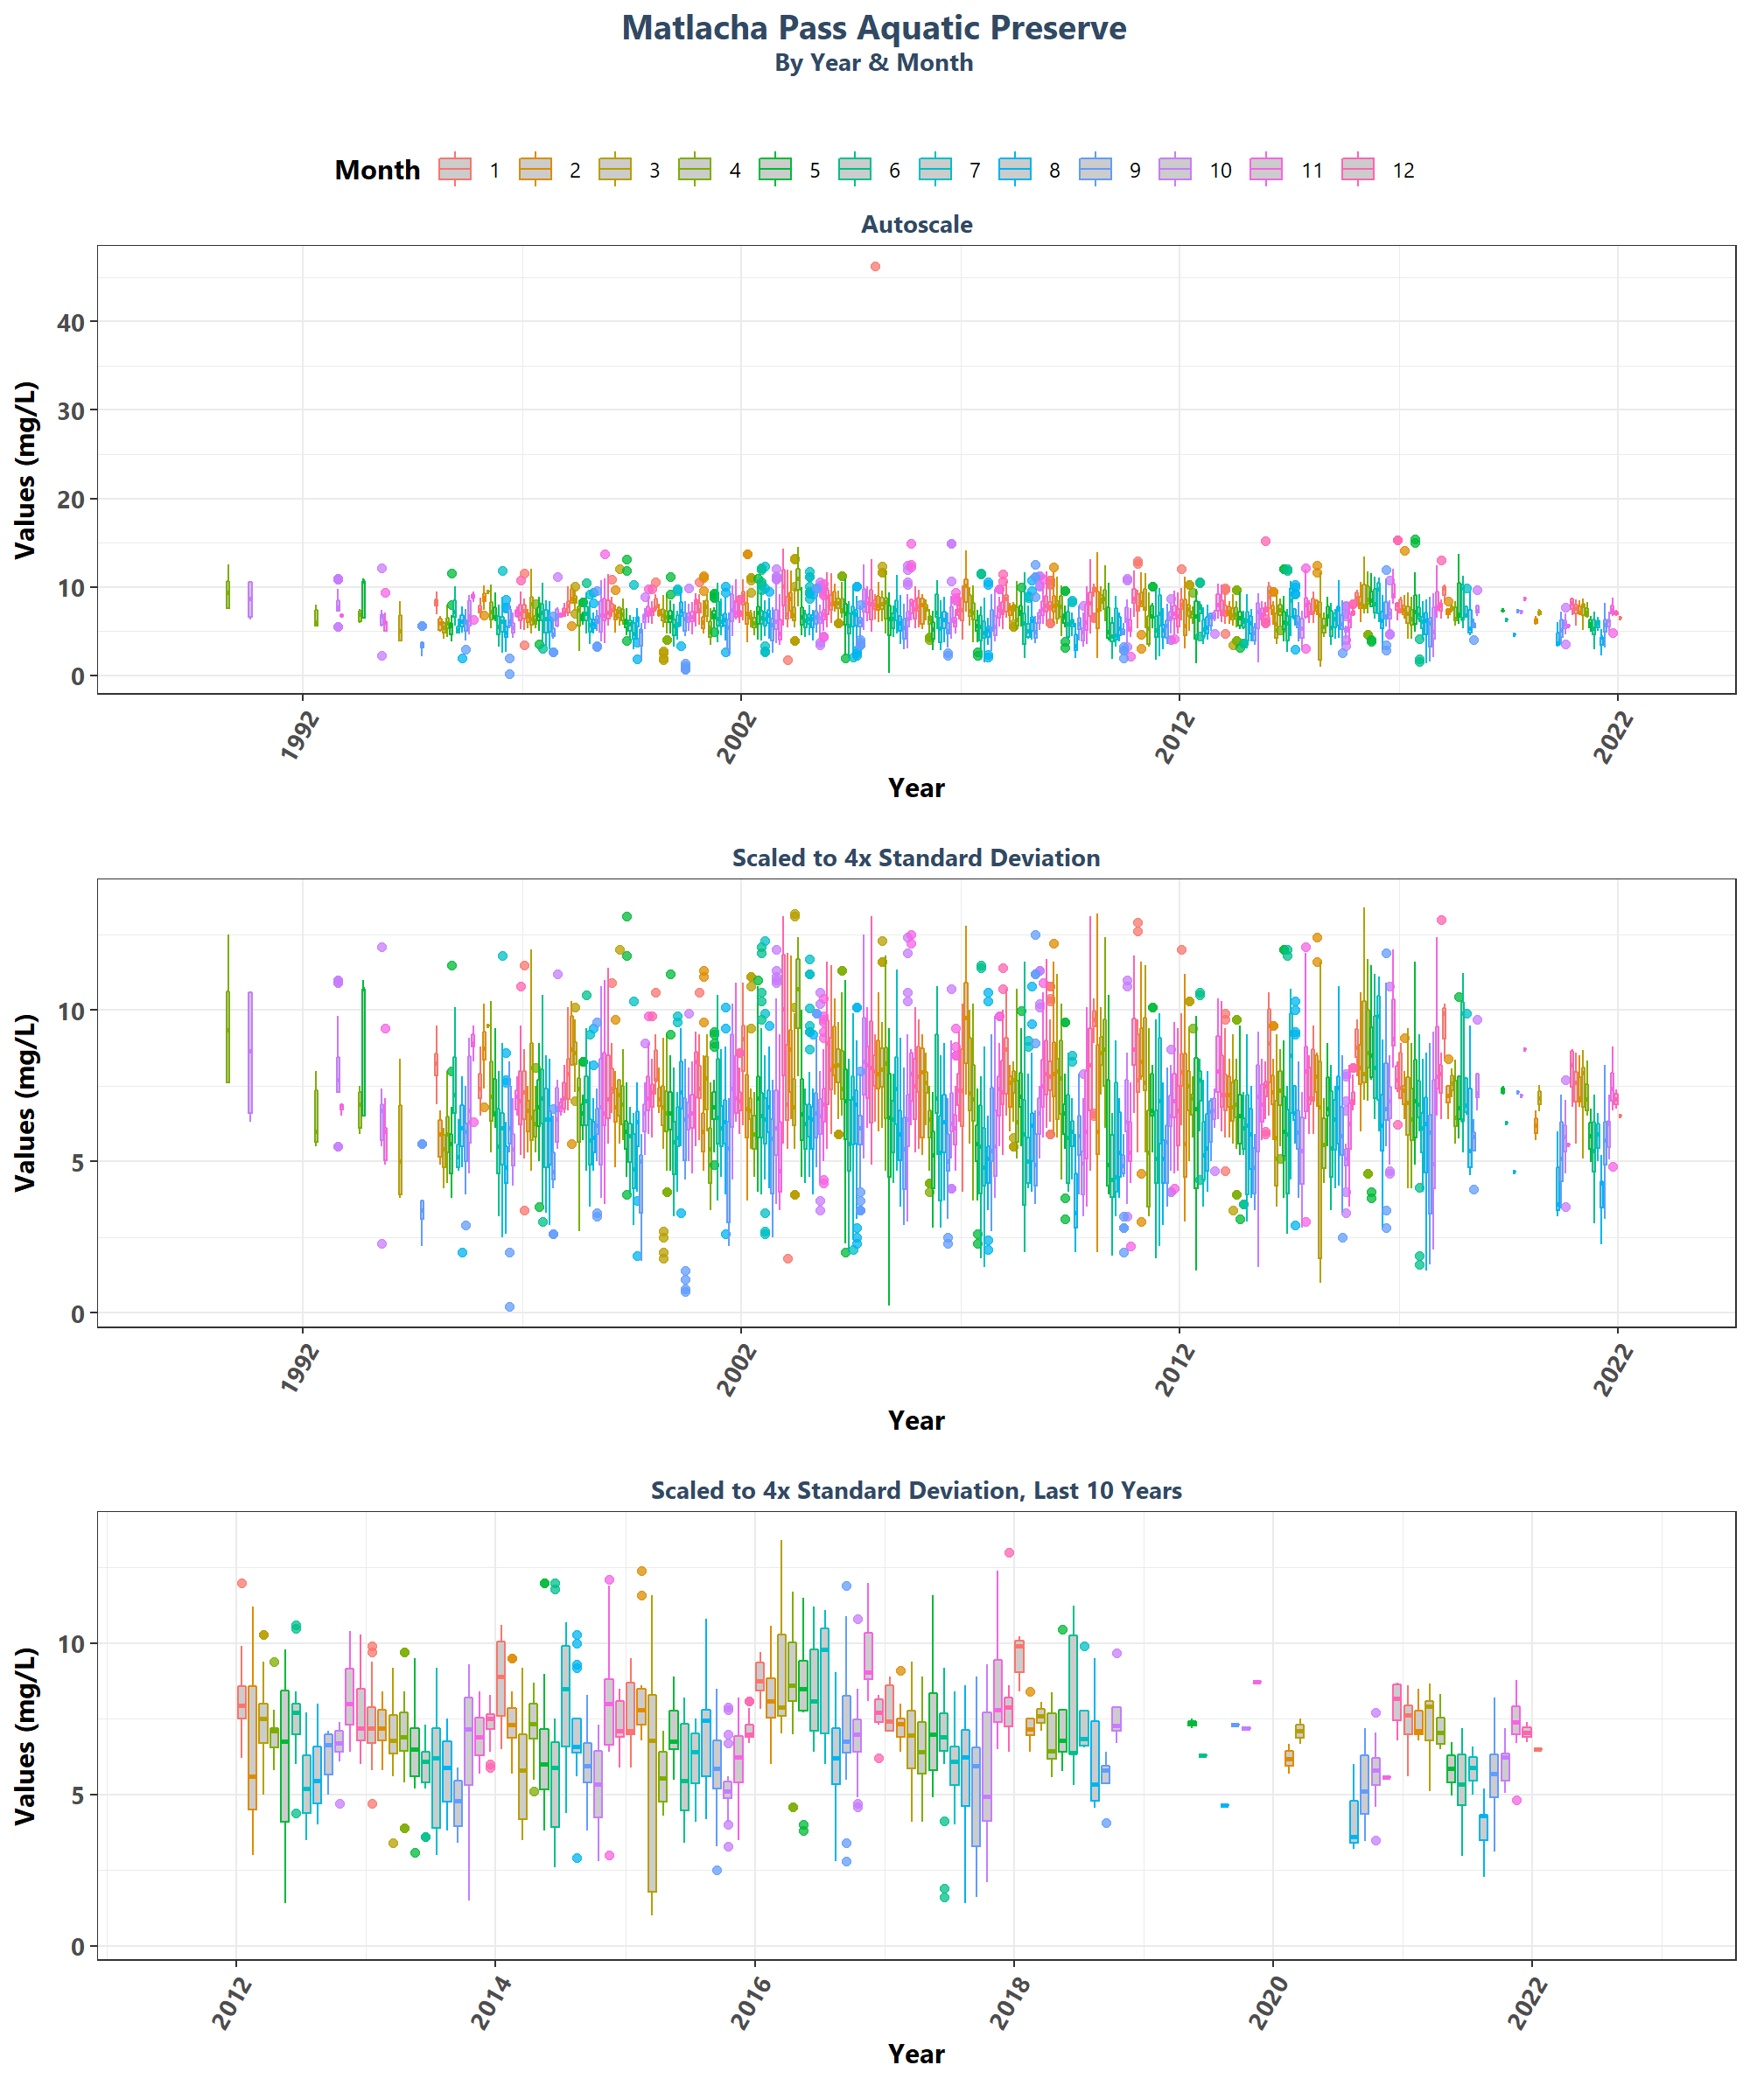 Matlacha Pass Aquatic Preserve
By Year & Month
Month 1 2 3 4 5 6 7 8 9 10 11 12
Autoscale
Values (mg/L)
40
30
20
10
0
1992 2002 2012 2022
Year
Scaled to 4x Standard Deviation
Values (mg/L)
10
5
0
1992 2002 2012 2022
Year
Scaled to 4x Standard Deviation, Last 10 Years
Values (mg/L)
10
5
0
2012 2014 2016 2018 2020 2022
Year